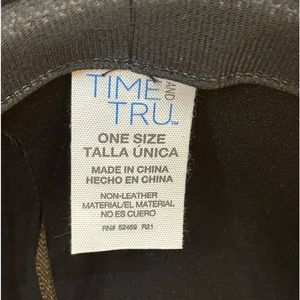 TIME AND
TRU™
ONE SIZE
TALLA ÚNICA
MADE IN CHINA
HECHO EN CHINA
NON-LEATHER
MATERIAL/EL MATERIAL
NO ES CUERO
RN# 52469 R21